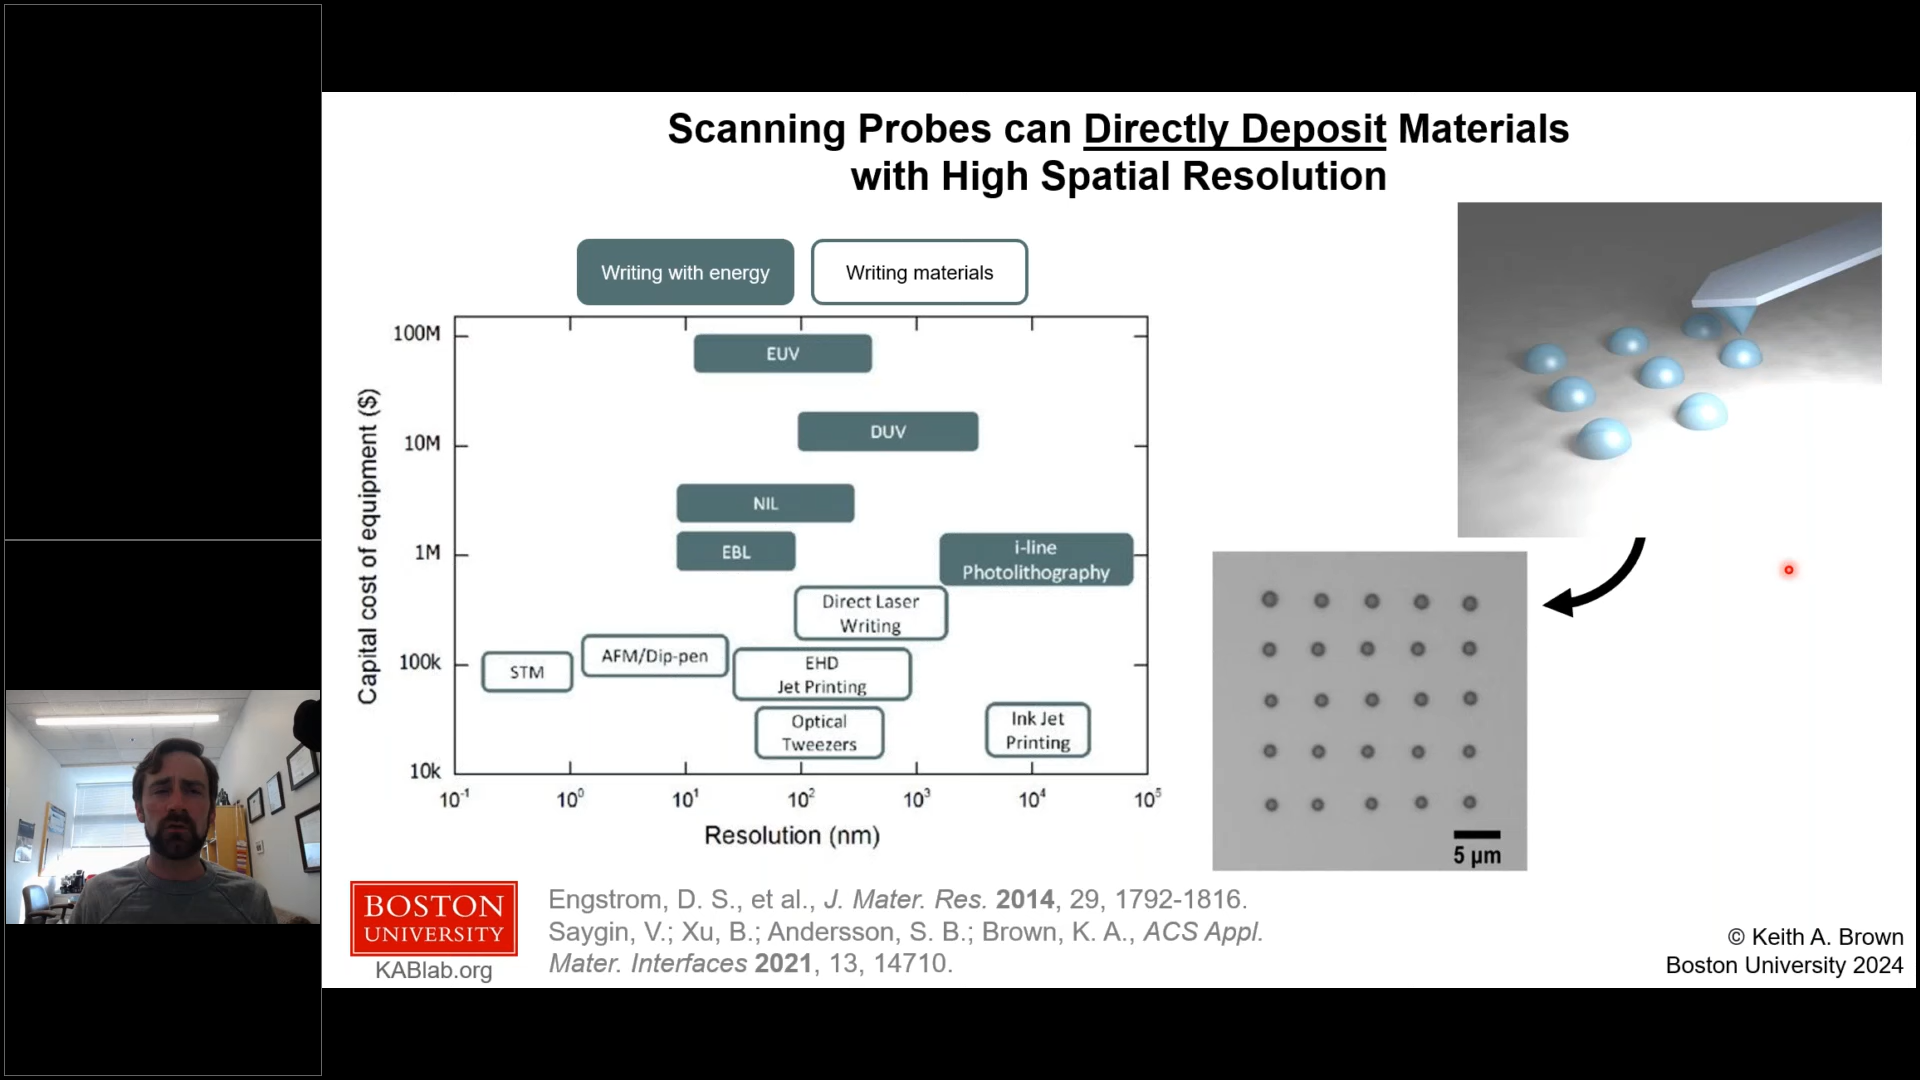 Scanning Probes can Directly Deposit Materials
with High Spatial Resolution
Writing with energy
Writing materials
Capital cost of equipment ($)
100M
10M
1M
100k
10k
EUV
DUV
NIL
EBL
i-line
Photolithography
Direct Laser
Writing
AFM/Dip-pen
STM
EHD
Jet Printing
Optical
Tweezers
Ink Jet
Printing
10⁻¹
10⁰
10¹
10²
10³
10⁴
10⁵
Resolution (nm)
5 µm
BOSTON
UNIVERSITY
KABlab.org
Engstrom, D. S., et al., J. Mater. Res. 2014, 29, 1792-1816.
Saygin, V.; Xu, B.; Andersson, S. B.; Brown, K. A., ACS Appl.
Mater. Interfaces 2021, 13, 14710.
© Keith A. Brown
Boston University 2024